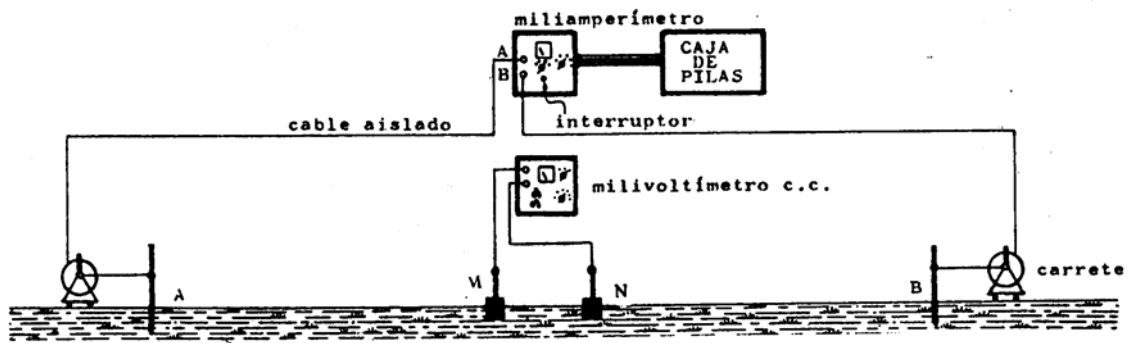 miliamperímetro
A
B
CAJA
DE
PILAS
cable aislado
interruptor
milivoltímetro c.c.
M
N
A
B
carrete